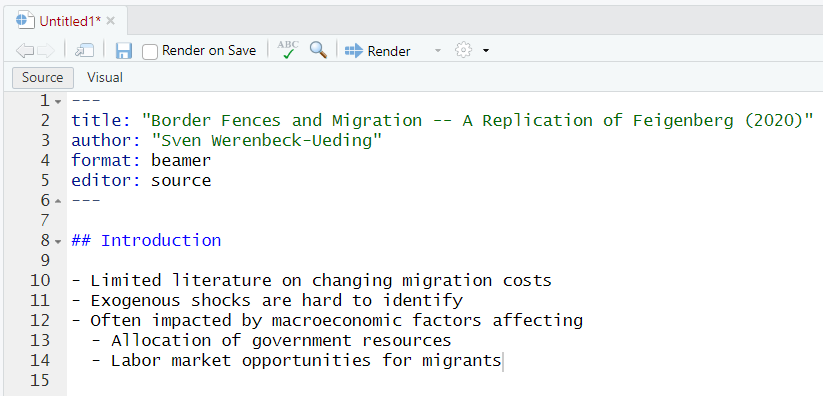 Untitled1*
Render on Save ABC Render
Source Visual
1 ---
2 title: "Border Fences and Migration -- A Replication of Feigenberg (2020)"
3 author: "Sven Werenbeck-Ueding"
4 format: beamer
5 editor: source
6 ---
7
8 ## Introduction
9
10 - Limited literature on changing migration costs
11 - Exogenous shocks are hard to identify
12 - Often impacted by macroeconomic factors affecting
13   - Allocation of government resources
14   - Labor market opportunities for migrants
15